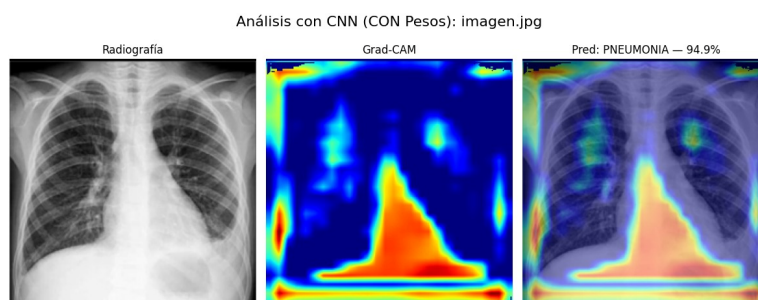 Análisis con CNN (CON Pesos): imagen.jpg
Radiografía
Grad-CAM
Pred: PNEUMONIA — 94.9%